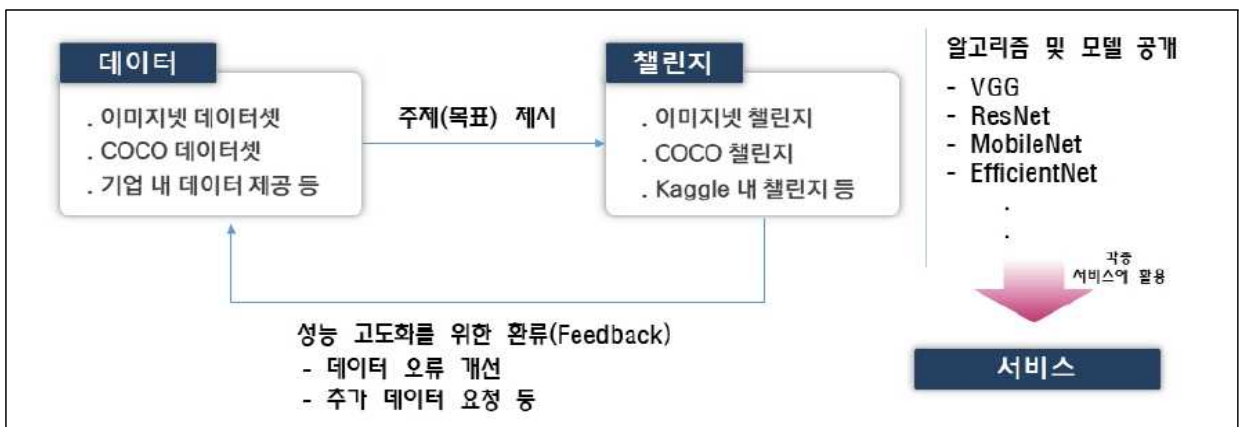 데이터
. 이미지넷 데이터셋
. COCO 데이터셋
. 기업 내 데이터 제공 등
주제(목표) 제시
챌린지
. 이미지넷 챌린지
. COCO 챌린지
. Kaggle 내 챌린지 등
성능 고도화를 위한 환류(Feedback)
- 데이터 오류 개선
- 추가 데이터 요청 등
알고리즘 및 모델 공개
- VGG
- ResNet
- MobileNet
- EfficientNet
.
.
각종
서비스에 활용
서비스